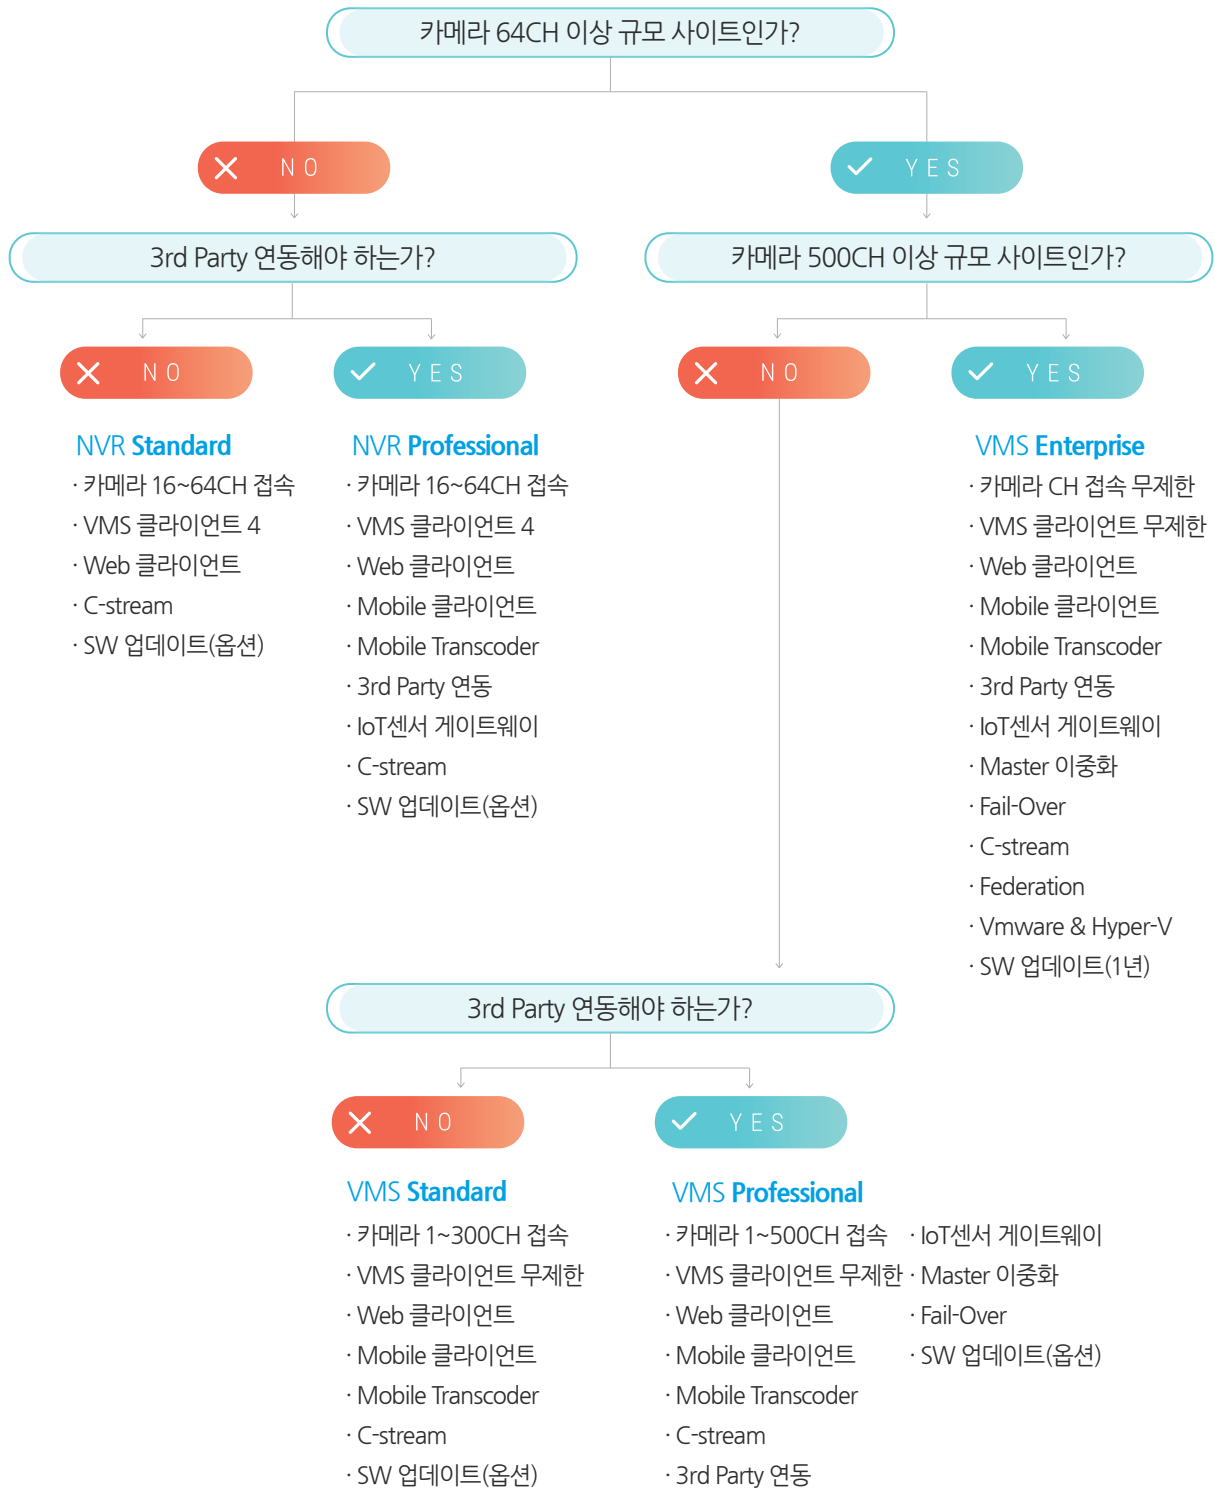 카메라 64CH 이상 규모 사이트인가?
NO
YES
3rd Party 연동해야 하는가?
카메라 500CH 이상 규모 사이트인가?
NO
YES
NO
YES
NVR Standard
· 카메라 16~64CH 접속
· VMS 클라이언트 4
· Web 클라이언트
· C-stream
· SW 업데이트(옵션)
NVR Professional
· 카메라 16~64CH 접속
· VMS 클라이언트 4
· Web 클라이언트
· Mobile 클라이언트
· Mobile Transcoder
· 3rd Party 연동
· IoT센서 게이트웨이
· C-stream
· SW 업데이트(옵션)
VMS Enterprise
· 카메라 CH 접속 무제한
· VMS 클라이언트 무제한
· Web 클라이언트
· Mobile 클라이언트
· Mobile Transcoder
· 3rd Party 연동
· IoT센서 게이트웨이
· Master 이중화
· Fail-Over
· C-stream
· Federation
· Vmware & Hyper-V
· SW 업데이트(1년)
3rd Party 연동해야 하는가?
NO
YES
VMS Standard
· 카메라 1~300CH 접속
· VMS 클라이언트 무제한
· Web 클라이언트
· Mobile 클라이언트
· Mobile Transcoder
· C-stream
· SW 업데이트(옵션)
VMS Professional
· 카메라 1~500CH 접속
· VMS 클라이언트 무제한
· Web 클라이언트
· Mobile 클라이언트
· Mobile Transcoder
· C-stream
· 3rd Party 연동
· IoT센서 게이트웨이
· Master 이중화
· Fail-Over
· SW 업데이트(옵션)